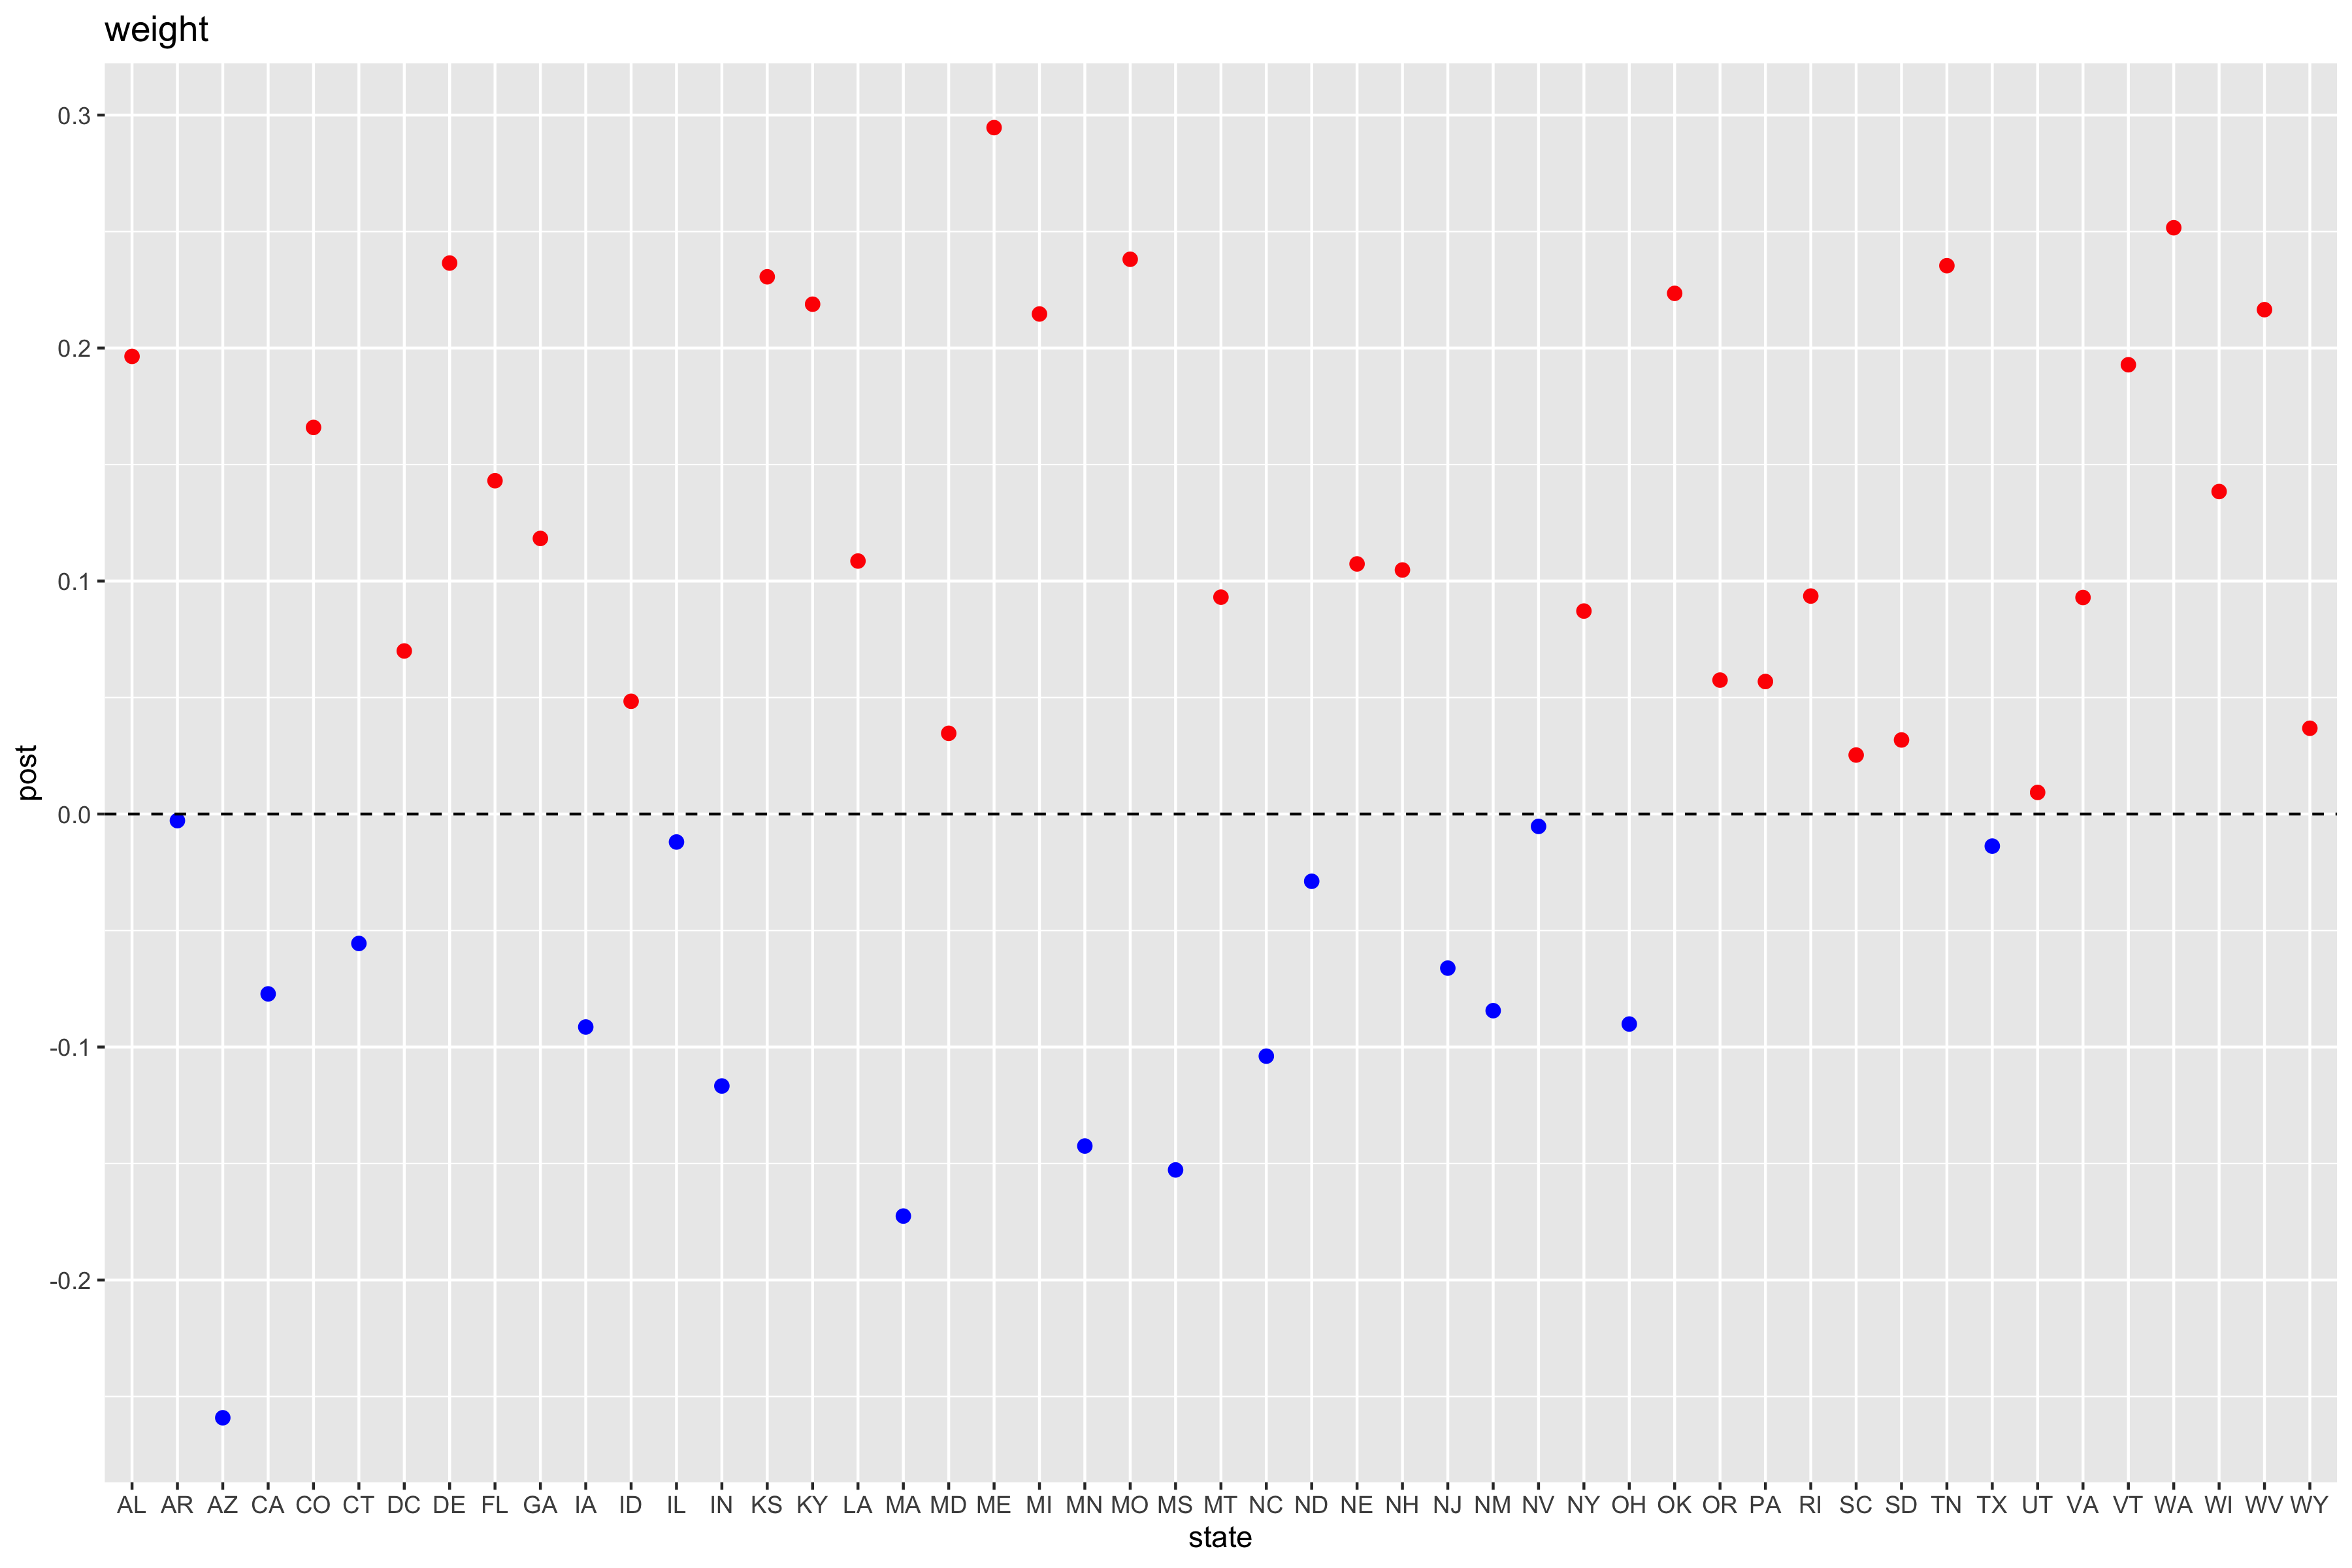 weight
0.3
0.2
0.1
0.0
-0.1
-0.2
post
AL AR AZ CA CO CT DC DE FL GA IA ID IL IN KS KY LA MA MD ME MI MN MO MS MT NC ND NE NH NJ NM NV NY OH OK OR PA RI SC SD TN TX UT VA VT WA WI WV WY
state